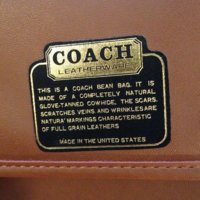 COACH
LEATHERWARE
THIS IS A COACH BEAN BAG. IT IS
MADE OF A COMPLETELY NATURAL
GLOVE-TANNED COWHIDE. THE SCARS,
SCRATCHES, VEINS, AND WRINKLES ARE
NATURAL MARKINGS CHARACTERISTIC
OF FULL GRAIN LEATHERS
MADE IN THE UNITED STATES